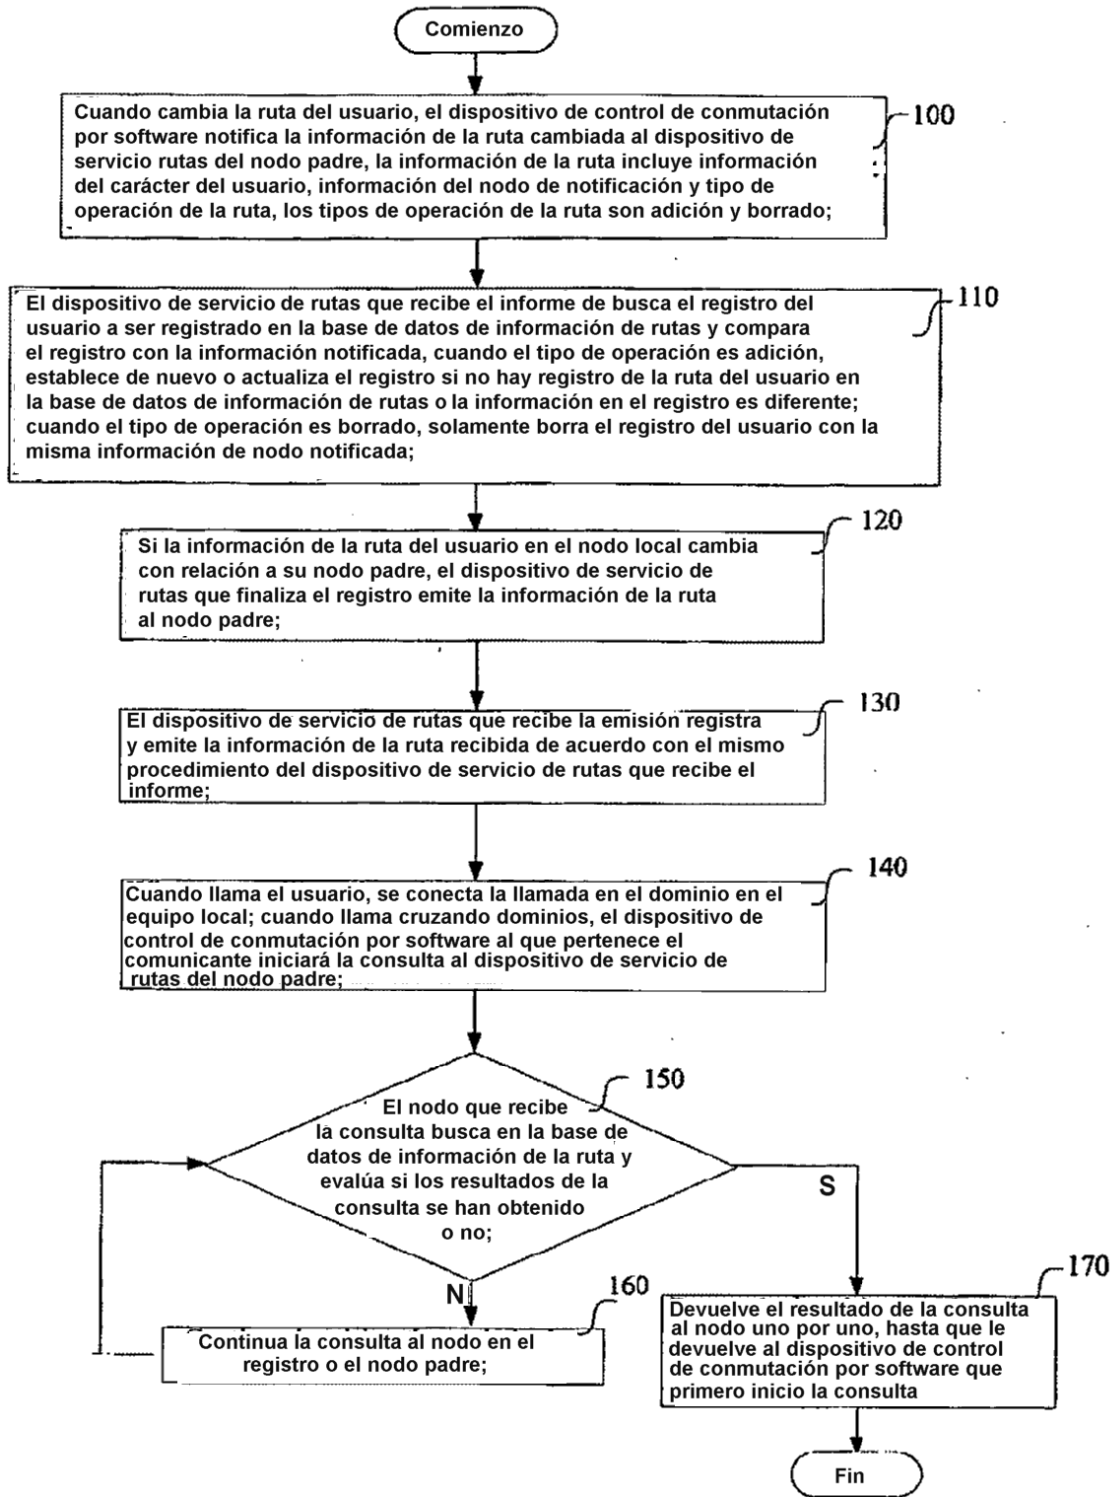 Comienzo
Cuando cambia la ruta del usuario, el dispositivo de control de conmutación
por software notifica la información de la ruta cambiada al dispositivo de
servicio rutas del nodo padre, la información de la ruta incluye información
del carácter del usuario, información del nodo de notificación y tipo de
operación de la ruta, los tipos de operación de la ruta son adición y borrado;
100
El dispositivo de servicio de rutas que recibe el informe de busca el registro del
usuario a ser registrado en la base de datos de información de rutas y compara
el registro con la información notificada, cuando el tipo de operación es adición,
establece de nuevo o actualiza el registro si no hay registro de la ruta del usuario en
la base de datos de información de rutas o la información en el registro es diferente;
cuando el tipo de operación es borrado, solamente borra el registro del usuario con la
misma información de nodo notificada;
110
Si la información de la ruta del usuario en el nodo local cambia
con relación a su nodo padre, el dispositivo de servicio de
rutas que finaliza el registro emite la información de la ruta
al nodo padre;
120
El dispositivo de servicio de rutas que recibe la emisión registra
y emite la información de la ruta recibida de acuerdo con el mismo
procedimiento del dispositivo de servicio de rutas que recibe el
informe;
130
Cuando llama el usuario, se conecta la llamada en el dominio en el
equipo local; cuando llama cruzando dominios, el dispositivo de
control de conmutación por software al que pertenece el
comunicante iniciará la consulta al dispositivo de servicio de
rutas del nodo padre;
140
El nodo que recibe
la consulta busca en la base de
datos de información de la ruta y
evalúa si los resultados de la
consulta se han obtenido
o no;
150
S
N
Continua la consulta al nodo en el
registro o el nodo padre;
160
Devuelve el resultado de la consulta
al nodo uno por uno, hasta que le
devuelve al dispositivo de control
de conmutación por software que
primero inicio la consulta
170
Fin